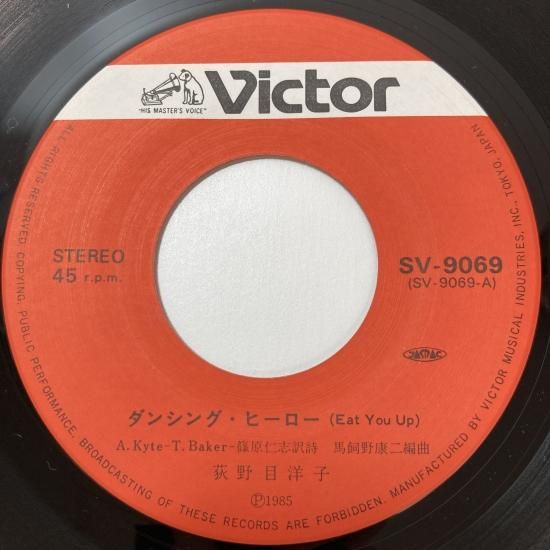 Victor
"HIS MASTER'S VOICE"
STEREO
45 r.p.m.
SV-9069
(SV-9069-A)
JASRAC
ダンシング・ヒーロー (Eat You Up)
A.Kyte-T.Baker-篠原仁志訳詩 馬飼野康二編曲
荻野目洋子
Ⓟ1985
ALL RIGHTS RESERVED. COPYING, PUBLIC PERFORMANCE, BROADCASTING OF THESE RECORDS ARE FORBIDDEN. MANUFACTURED BY VICTOR MUSICAL INDUSTRIES, INC., TOKYO, JAPAN